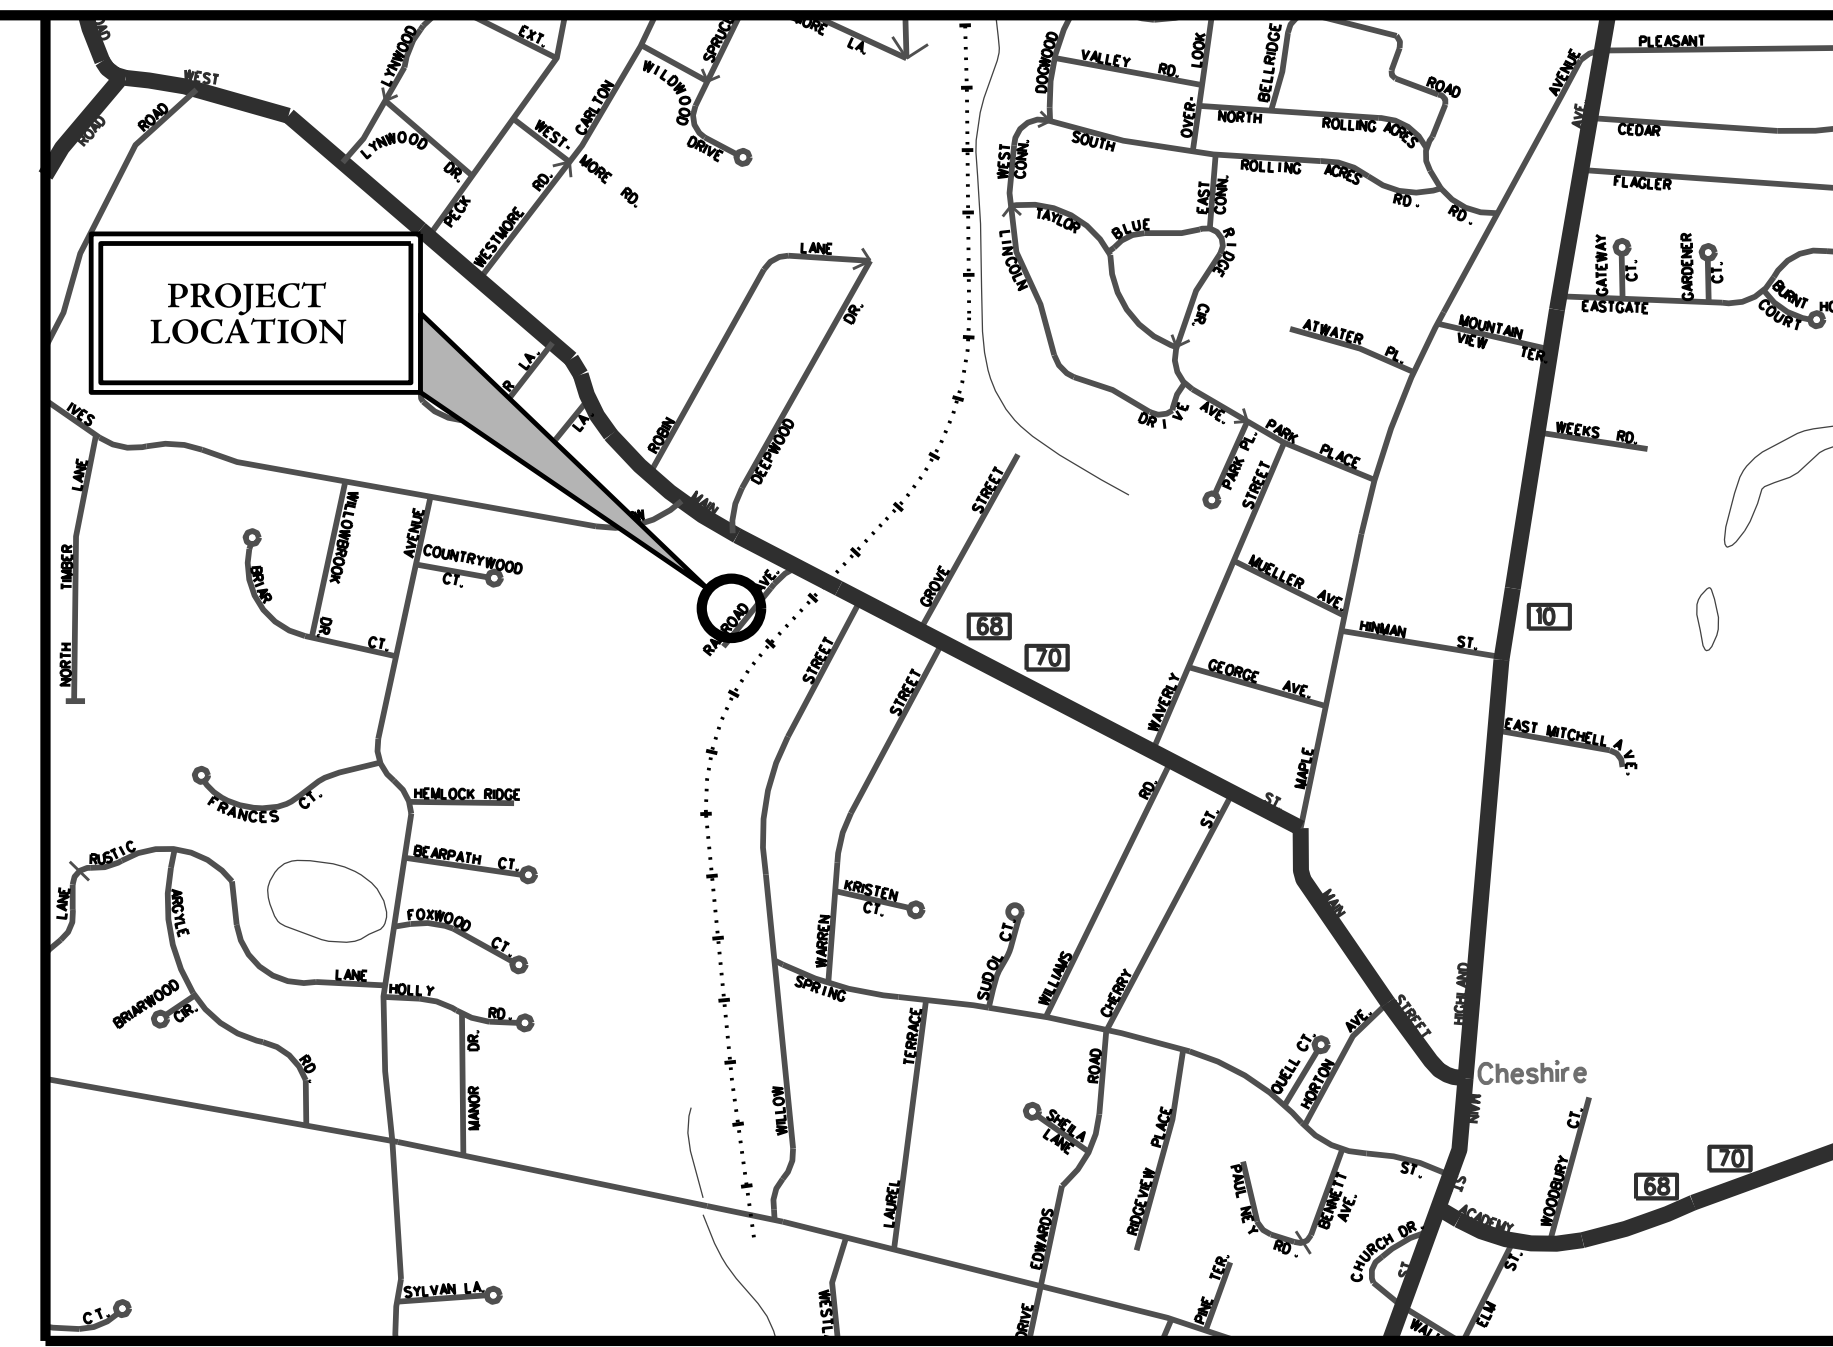 PROJECT
LOCATION
WEST
ROAD
ROAD
LYNWOOD
EXT.
LYNWOOD
DR.
PECK
WEST-
MORE RD.
WESTMORE
RD.
CARLTON
WILDWOOD
DRIVE
SPRUCE
LA.
LANE
DR.
ROBIN
DEEPWOOD
LA.
LA.
IVES
LANE
TIMBER
NORTH
WILLOWBROOK
DR.
BRIAR
CT.
AVENUE
COUNTRYWOOD
CT.
MAIN
RAILROAD
AVE.
STREET
STREET
GROVE
STREET
68
70
DOGWOOD
VALLEY RD.
LOOK
OVER-
BELLRIDGE
ROAD
NORTH
ROLLING ACRES
SOUTH
ROLLING ACRES
RD.
RD.
WEST
CONN.
EAST
CONN.
TAYLOR
BLUE
RIDGE
CIR.
LINCOLN
DRIVE
AVE.
ATWATER PL.
PARK
PLACE
PARK PL.
STREET
WAVERLY
MUELLER AVE.
GEORGE AVE.
HINMAN ST.
MAPLE
AVENUE
AVE.
PLEASANT
CEDAR
FLAGLER
GATEWAY
CT.
GARDENER
CT.
EASTGATE
BURNT
COURT
MOUNTAIN
VIEW TER.
WEEKS RD.
10
EAST MITCHELL AVE.
FRANCES CT.
HEMLOCK RIDGE
BEARPATH CT.
FOXWOOD
CT.
RUSTIC
LANE
ARGYLE
LANE
HOLLY
RD.
BRIARWOOD
CIR.
RD.
DR.
MANOR
KRISTEN
CT.
WARREN
SPRING
SUDOL CT.
WILLIAMS
RD.
CHERRY
ST.
ST.
MAIN
STREET
HIGHLAND
Cheshire
MAIN
ST.
TERRACE
LAUREL
WILLOW
ROAD
SHEILA
LANE
EDWARDS
DRIVE
PLACE
RIDGEVIEW
OUELL CT.
HORTON
AVE.
PAULNEY
RD.
BENNETT
AVE.
ST.
PINE TER.
CHURCH DR.
ACADEMY
WOODBURY
CT.
68
70
ELM
ST.
SYLVAN LA.
CT.